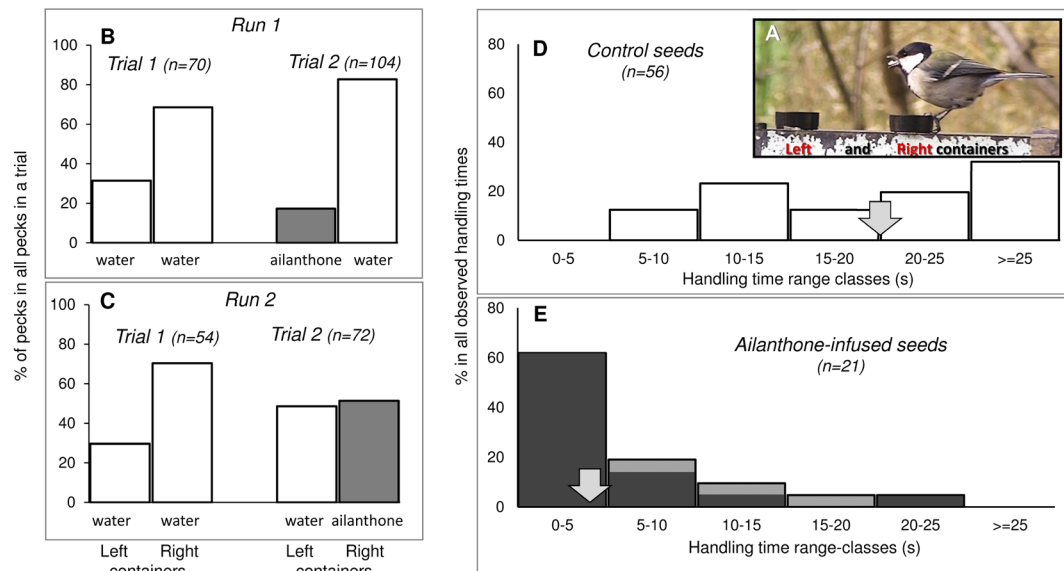 % of pecks in all pecks in a trial
B
Run 1
Trial 1 (n=70)
Trial 2 (n=104)
100
80
60
40
20
0
water
water
ailanthone
water
C
Run 2
Trial 1 (n=54)
Trial 2 (n=72)
100
80
60
40
20
0
water
water
water
ailanthone
Left
Right
Left
Right
containers
containers
% in all observed handling times
D
Control seeds
(n=56)
A
Left and Right containers
80
60
40
20
0
0-5
5-10
10-15
15-20
20-25
>=25
Handling time range classes (s)
E
Ailanthone-infused seeds
(n=21)
80
60
40
20
0
0-5
5-10
10-15
15-20
20-25
>=25
Handling time range-classes (s)